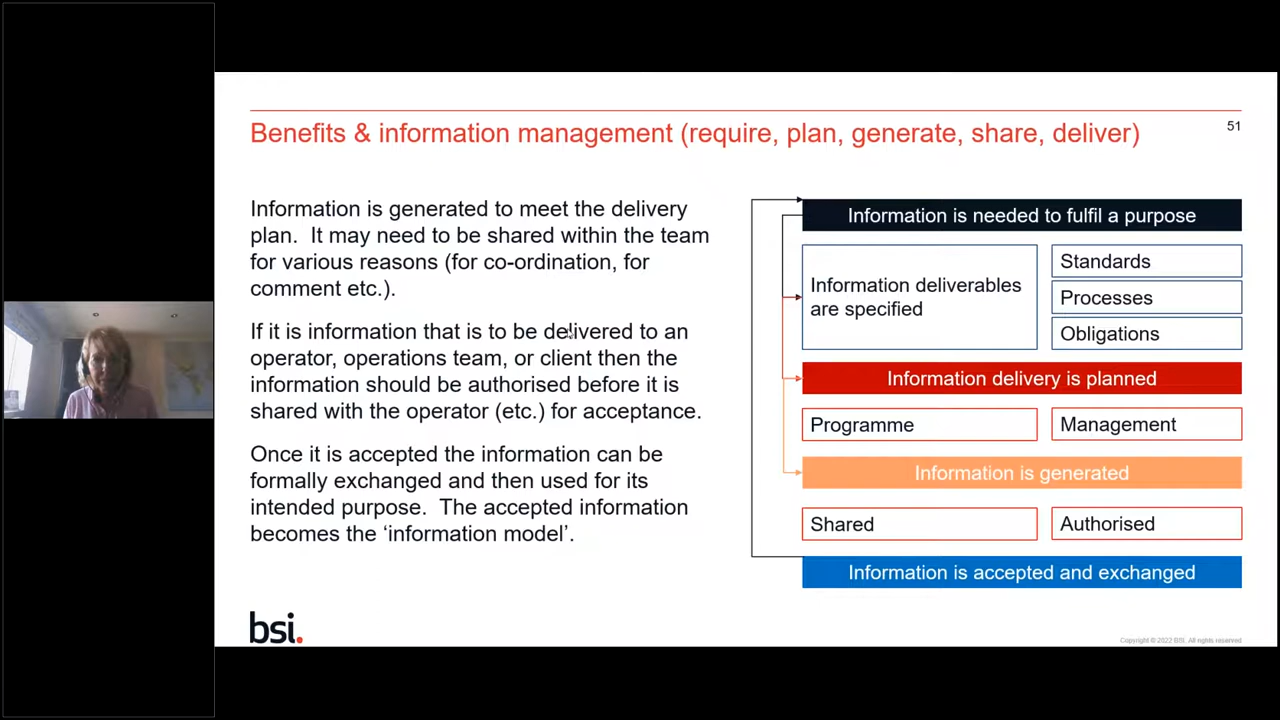 Benefits & information management (require, plan, generate, share, deliver)
51
Information is generated to meet the delivery
plan.  It may need to be shared within the team
for various reasons (for co-ordination, for
comment etc.).
If it is information that is to be delivered to an
operator, operations team, or client then the
information should be authorised before it is
shared with the operator (etc.) for acceptance.
Once it is accepted the information can be
formally exchanged and then used for its
intended purpose.  The accepted information
becomes the ‘information model’.
Information is needed to fulfil a purpose
Information deliverables
are specified
Standards
Processes
Obligations
Information delivery is planned
Programme
Management
Information is generated
Shared
Authorised
Information is accepted and exchanged
bsi.
Copyright © 2022 BSI. All rights reserved